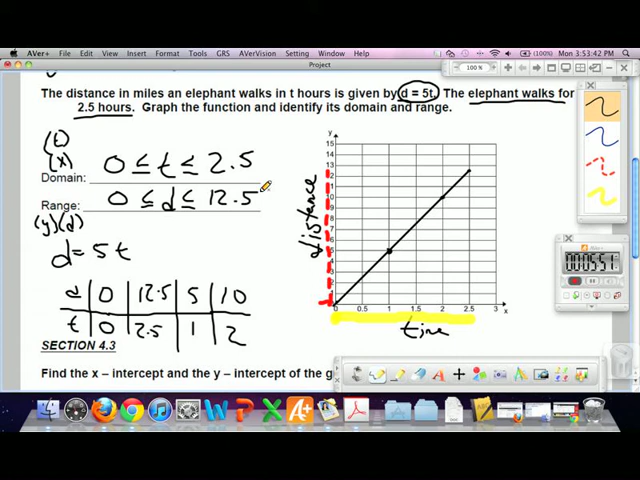 AVer+ File Edit Format Tools GRS AVerVision Setting Window Help (100%) Fri 3:53:42 PM
Project
100 %
The distance in miles an elephant walks in t hours is given by d = 5t. The elephant walks for
2.5 hours. Graph the function and identify its domain and range.
(t)
(x)
Domain: 0 ≤ t ≤ 2.5
Range: 0 ≤ d ≤ 12.5
(y)(d)
d = 5t
d 0 12.5 5 10
t 0 2.5 1 2
y
15
14
13
12
11
10
9
8
7
6
5
4
3
2
1
0 0.5 1 1.5 2 2.5 3 x
distance
time
00:05:51
SECTION 4.3
Find the x – intercept and the y – intercept of the g